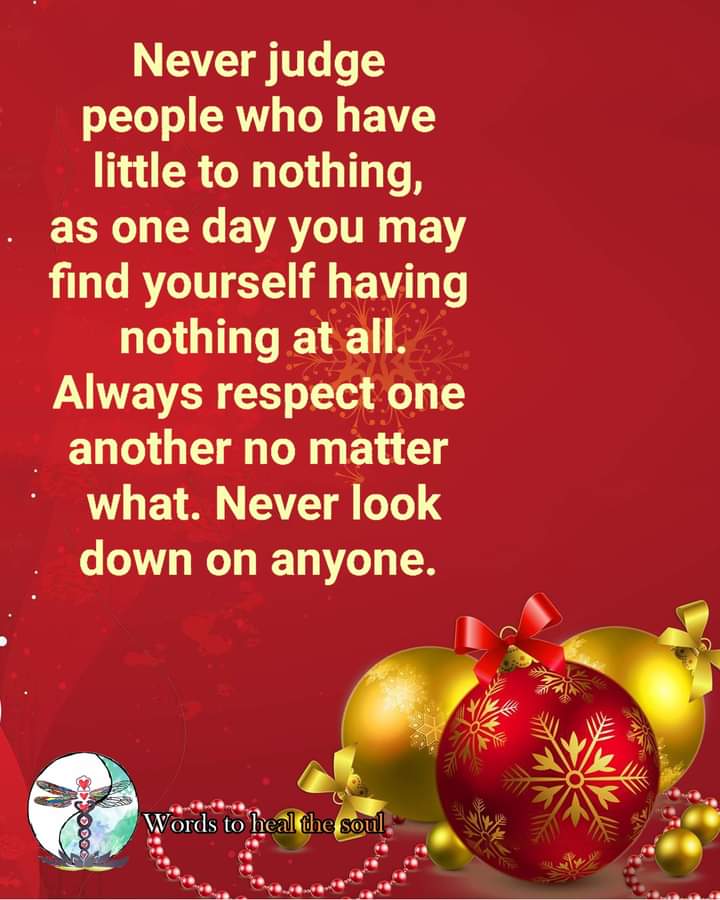 Never judge
people who have
little to nothing,
as one day you may
find yourself having
nothing at all.
Always respect one
another no matter
what. Never look
down on anyone.
Words to heal the soul